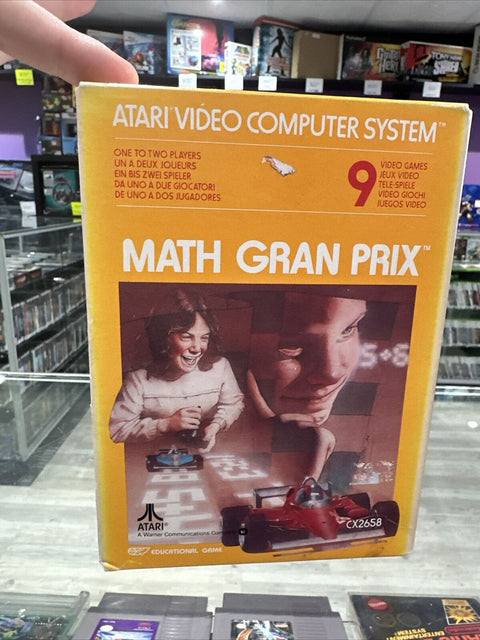 ATARI® VIDEO COMPUTER SYSTEM™
ONE TO TWO PLAYERS
UN A DEUX JOUEURS
EIN BIS ZWEI SPIELER
DA UNO A DUE GIOCATORI
DE UNO A DOS JUGADORES
9
VIDEO GAMES
JEUX VIDEO
TELE-SPIELE
VIDEO GIOCHI
JUEGOS VIDEO
MATH GRAN PRIX™
5+6
ATARI®
A Warner Communications
CX2658
EDUCATIONAL GAME